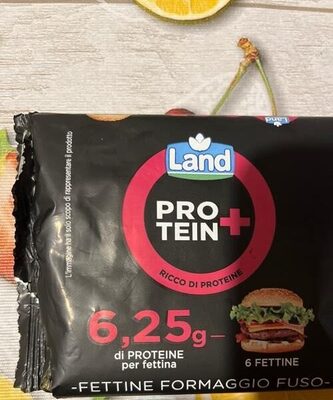 Land
Land
PRO
TEIN+
RICCO DI PROTEINE
6,25g
di PROTEINE
per fettina
6 FETTINE
-FETTINE FORMAGGIO FUSO-
L'immagine ha il solo scopo di rappresentare il prodotto